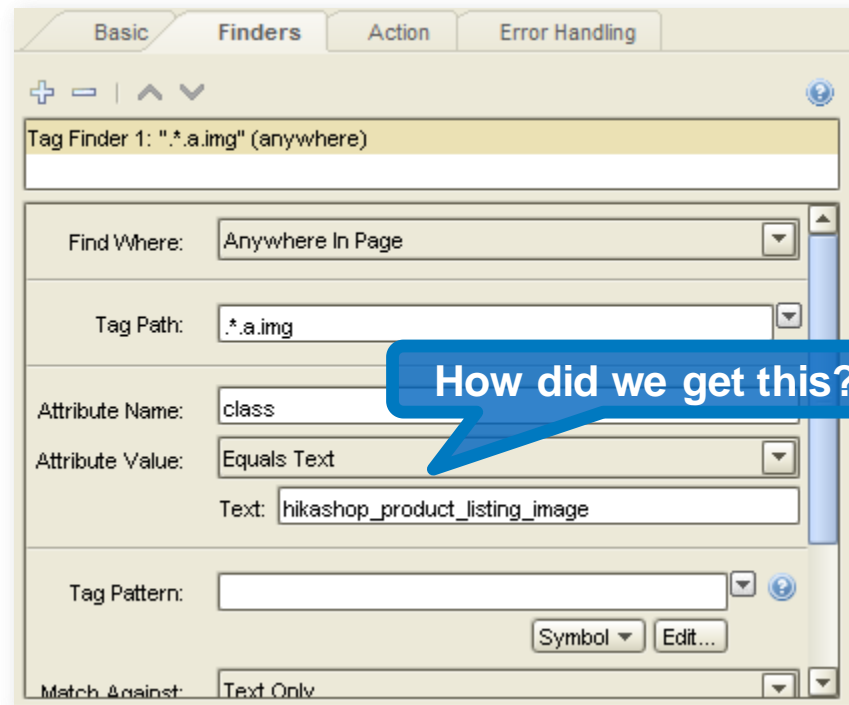 Basic Finders Action Error Handling
Tag Finder 1: ".*.a.img" (anywhere)
Find Where: Anywhere In Page
Tag Path: .*.a.img
How did we get this?
Attribute Name: class
Attribute Value: Equals Text
Text: hikashop_product_listing_image
Tag Pattern:
Symbol Edit...
Match Against: Text Only